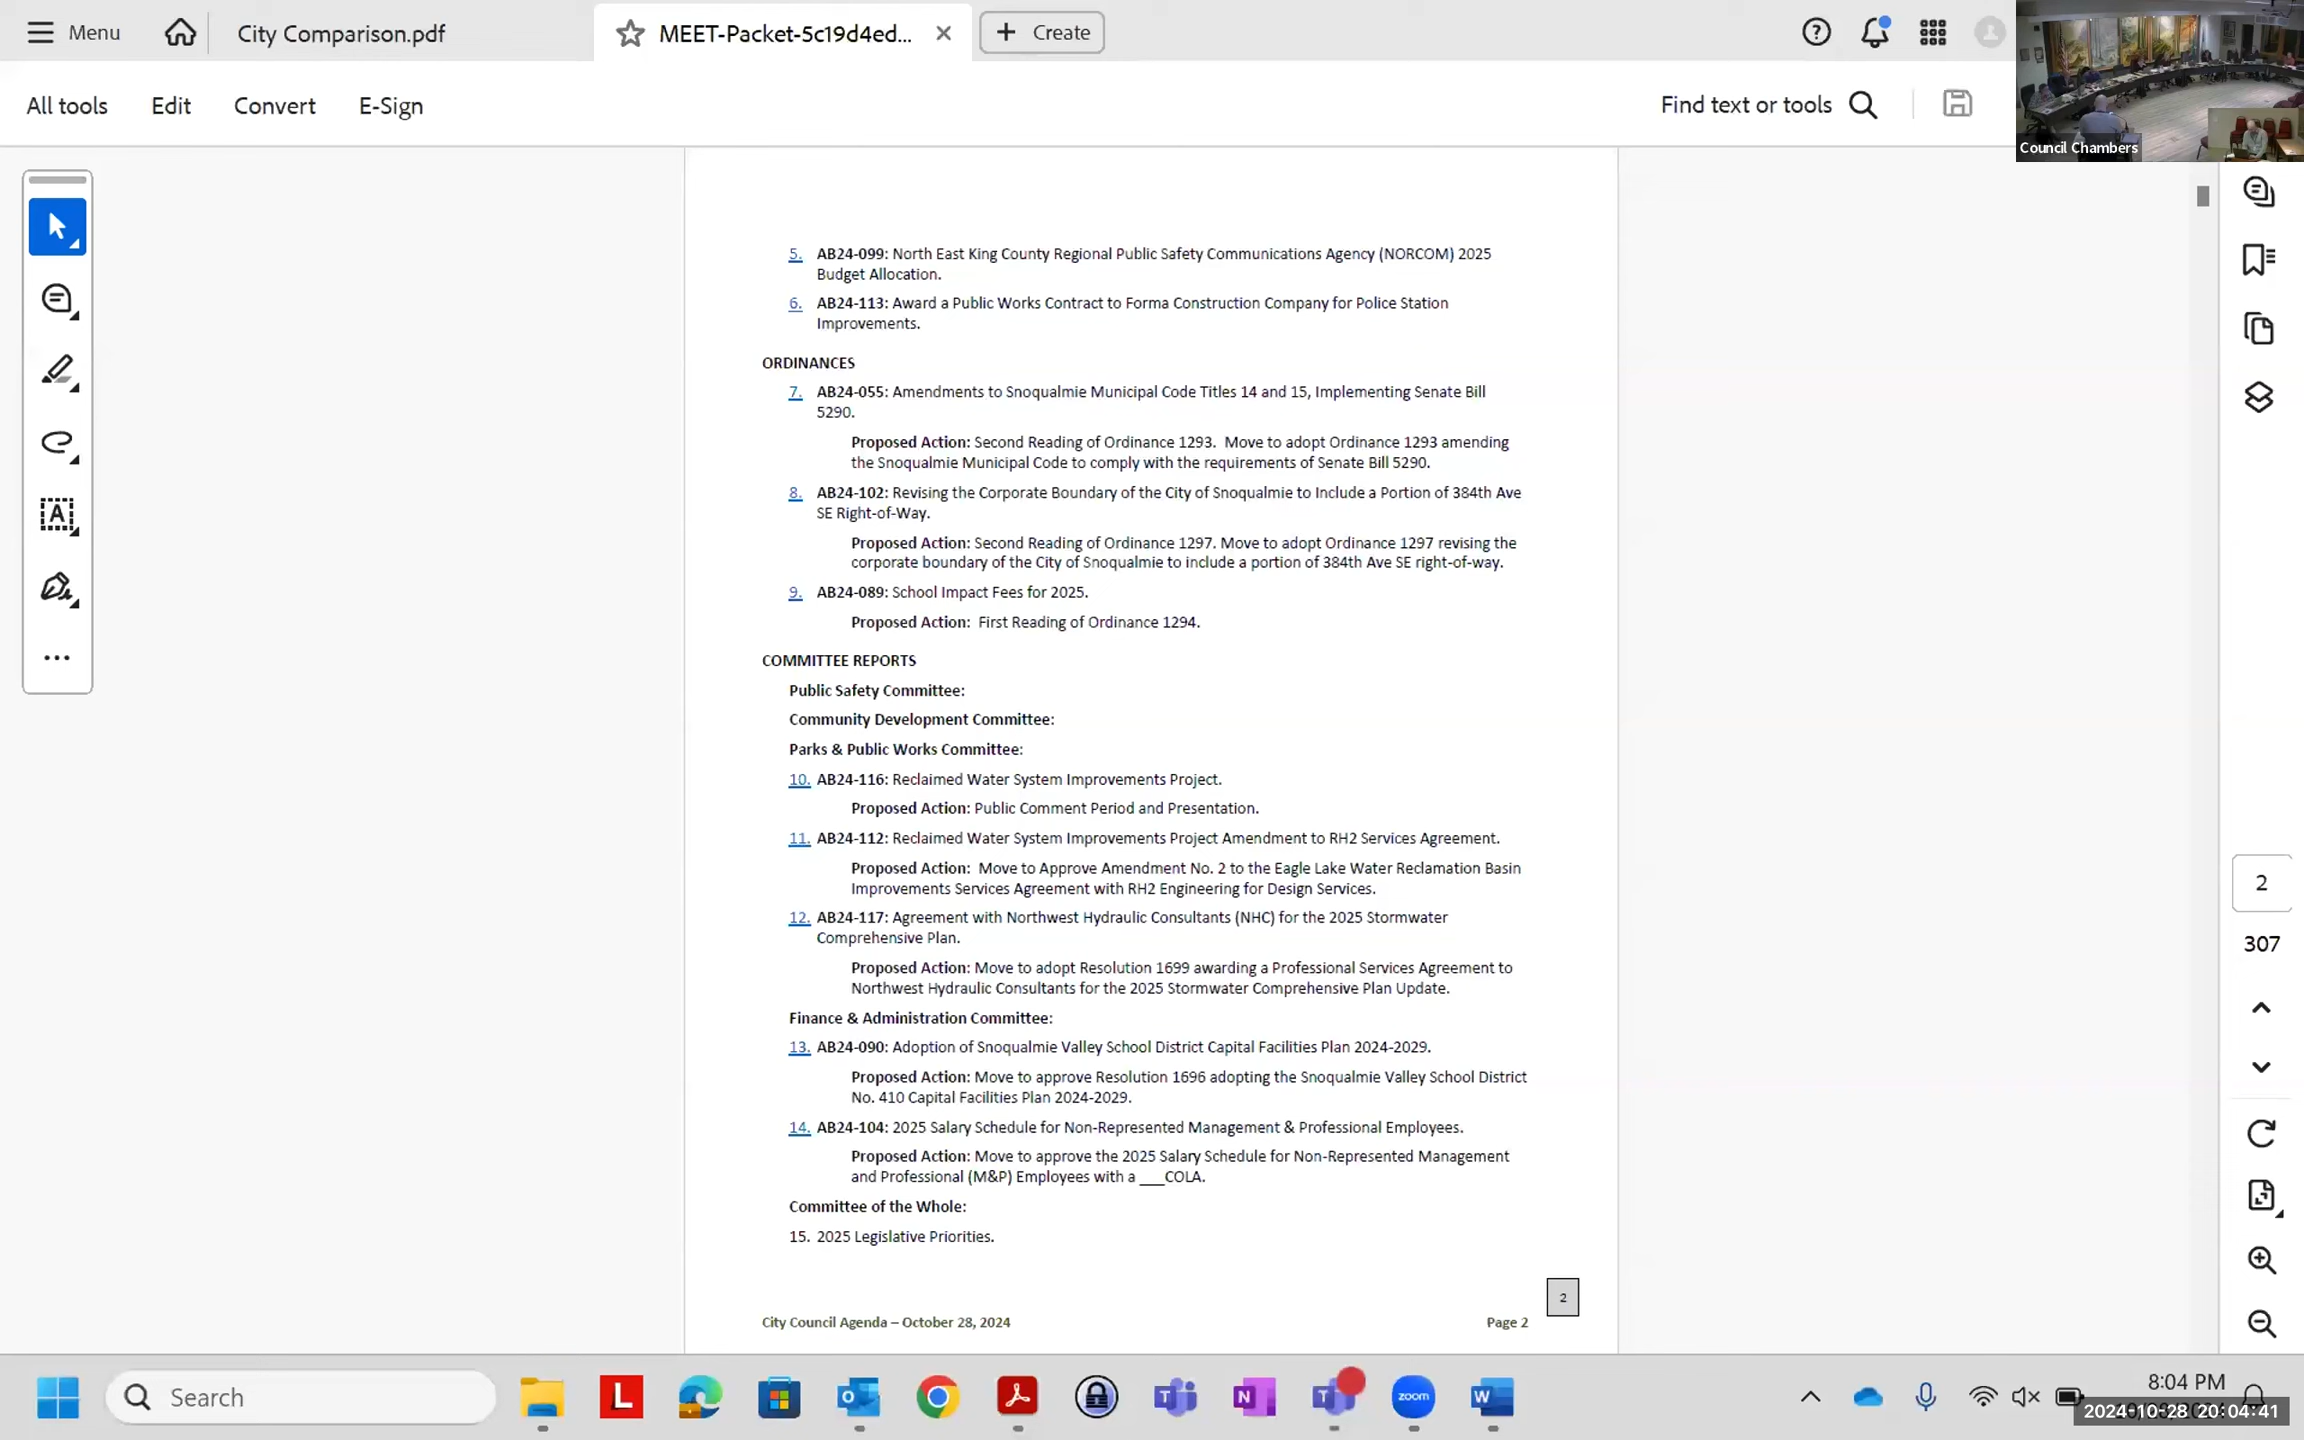 Menu
City Comparison.pdf
MEET-Packet-5c19d4ed...
Create
All tools
Edit
Convert
E-Sign
Find text or tools
Council Chambers
5. AB24-099: North East King County Regional Public Safety Communications Agency (NORCOM) 2025
Budget Allocation.
6. AB24-113: Award a Public Works Contract to Forma Construction Company for Police Station
Improvements.
ORDINANCES
7. AB24-055: Amendments to Snoqualmie Municipal Code Titles 14 and 15, Implementing Senate Bill
5290.
Proposed Action: Second Reading of Ordinance 1293. Move to adopt Ordinance 1293 amending
the Snoqualmie Municipal Code to comply with the requirements of Senate Bill 5290.
8. AB24-102: Revising the Corporate Boundary of the City of Snoqualmie to Include a Portion of 384th Ave
SE Right-of-Way.
Proposed Action: Second Reading of Ordinance 1297. Move to adopt Ordinance 1297 revising the
corporate boundary of the City of Snoqualmie to include a portion of 384th Ave SE right-of-way.
9. AB24-089: School Impact Fees for 2025.
Proposed Action: First Reading of Ordinance 1294.
COMMITTEE REPORTS
Public Safety Committee:
Community Development Committee:
Parks & Public Works Committee:
10. AB24-116: Reclaimed Water System Improvements Project.
Proposed Action: Public Comment Period and Presentation.
11. AB24-112: Reclaimed Water System Improvements Project Amendment to RH2 Services Agreement.
Proposed Action: Move to Approve Amendment No. 2 to the Eagle Lake Water Reclamation Basin
Improvements Services Agreement with RH2 Engineering for Design Services.
12. AB24-117: Agreement with Northwest Hydraulic Consultants (NHC) for the 2025 Stormwater
Comprehensive Plan.
Proposed Action: Move to adopt Resolution 1699 awarding a Professional Services Agreement to
Northwest Hydraulic Consultants for the 2025 Stormwater Comprehensive Plan Update.
Finance & Administration Committee:
13. AB24-090: Adoption of Snoqualmie Valley School District Capital Facilities Plan 2024-2029.
Proposed Action: Move to approve Resolution 1696 adopting the Snoqualmie Valley School District
No. 410 Capital Facilities Plan 2024-2029.
14. AB24-104: 2025 Salary Schedule for Non-Represented Management & Professional Employees.
Proposed Action: Move to approve the 2025 Salary Schedule for Non-Represented Management
and Professional (M&P) Employees with a ___COLA.
Committee of the Whole:
15. 2025 Legislative Priorities.
2
City Council Agenda – October 28, 2024
Page 2
2
307
Search
zoom
8:04 PM
2024-10-28 20:04:41